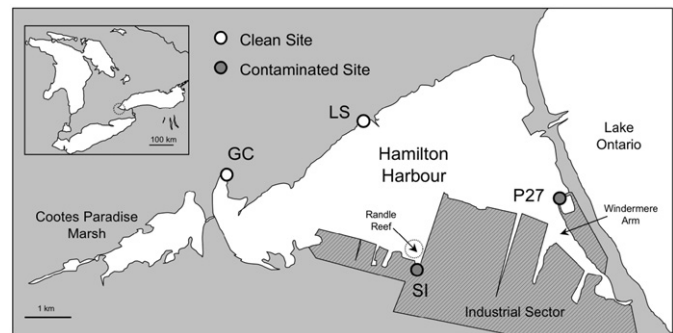 Clean Site
Contaminated Site
100 km
LS
GC
Hamilton
Harbour
Lake
Ontario
P27
Cootes Paradise
Marsh
Randle
Reef
Windermere
Arm
SI
1 km
Industrial Sector